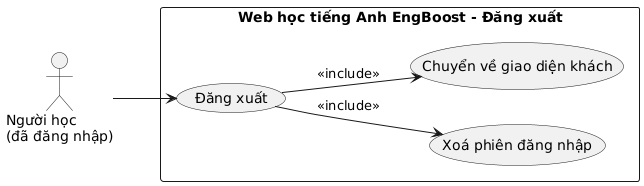 Web học tiếng Anh EngBoost - Đăng xuất
«include»
Chuyển về giao diện khách
Đăng xuất
«include»
Xoá phiên đăng nhập
Người học
(đã đăng nhập)